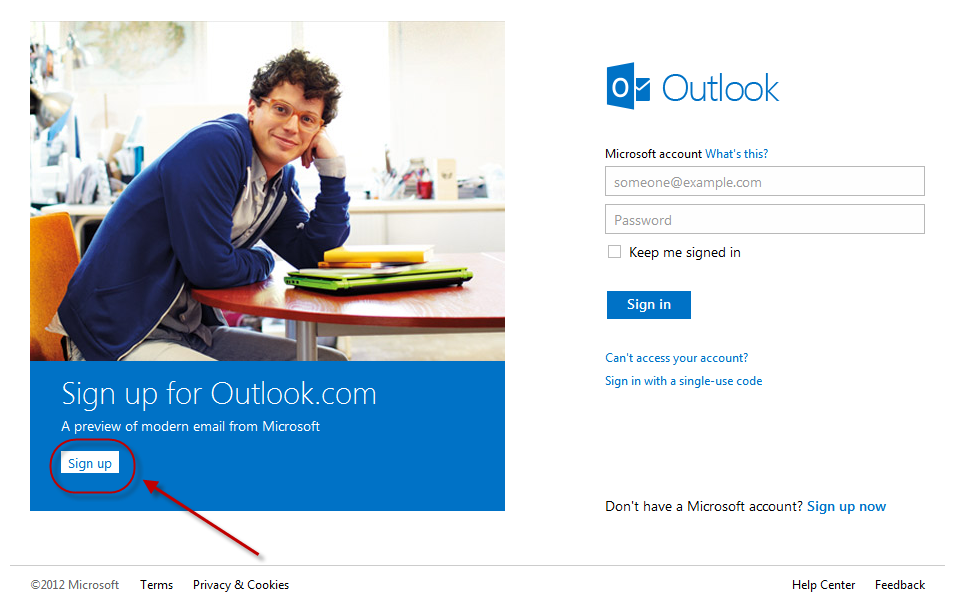 Sign up for Outlook.com
A preview of modern email from Microsoft
Sign up
Outlook
Microsoft account What's this?
someone@example.com
Password
Keep me signed in
Sign in
Can't access your account?
Sign in with a single-use code
Don't have a Microsoft account? Sign up now
©2012 Microsoft Terms Privacy & Cookies Help Center Feedback